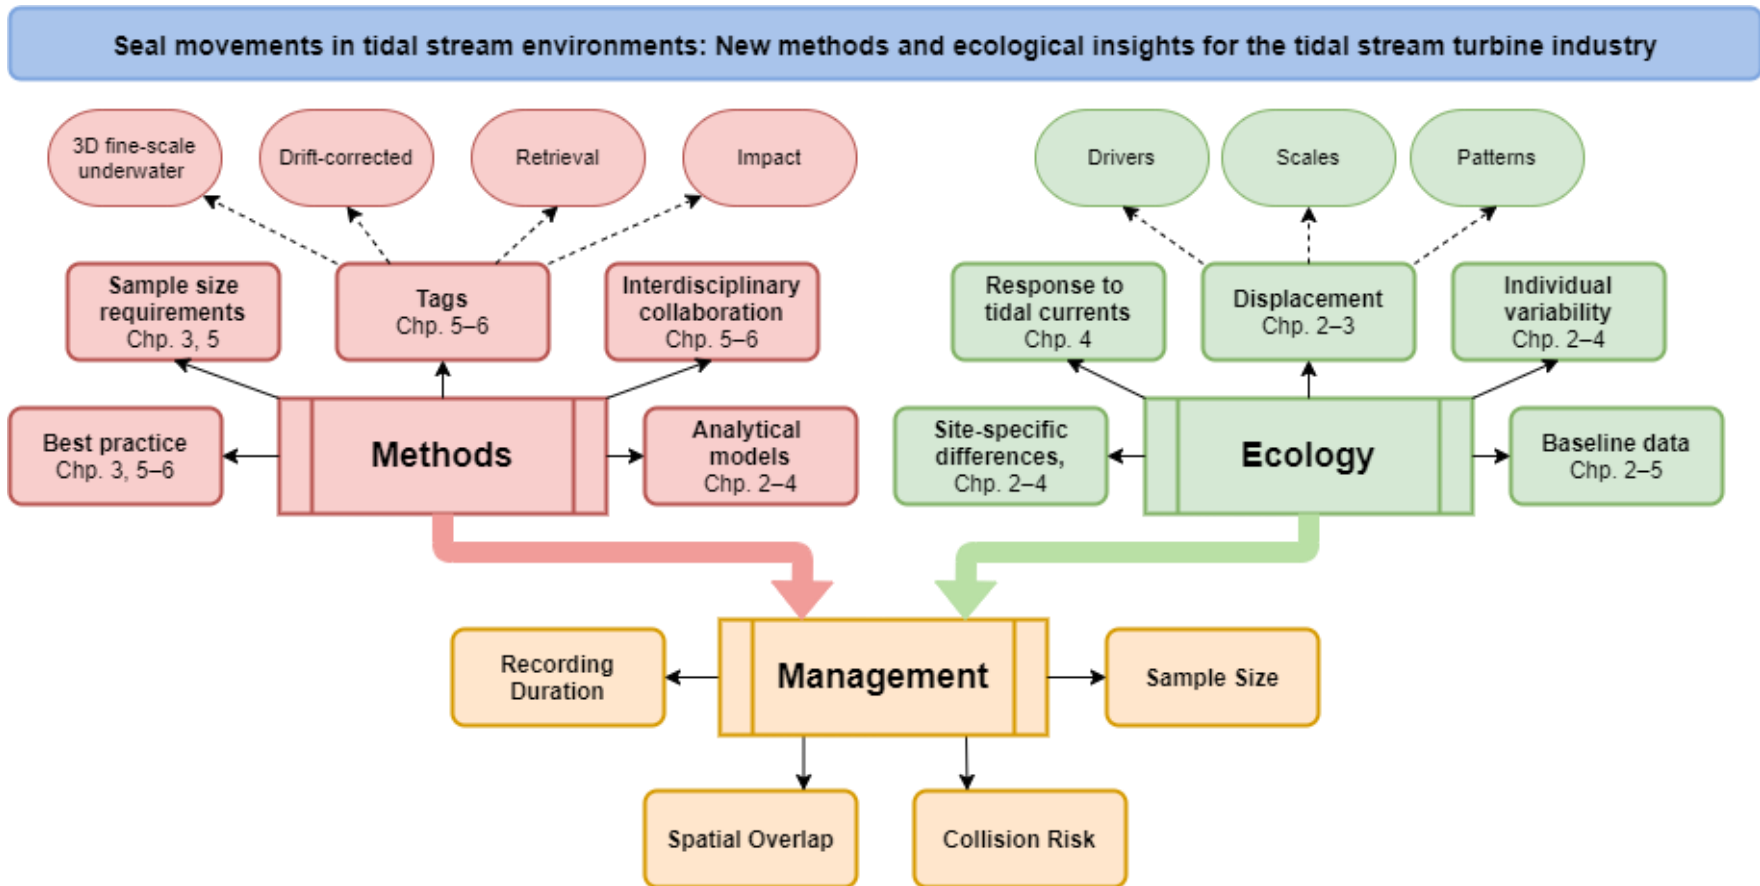 Seal movements in tidal stream environments: New methods and ecological insights for the tidal stream turbine industry
3D fine-scale
underwater
Drift-corrected
Retrieval
Impact
Drivers
Scales
Patterns
Sample size
requirements
Chp. 3, 5
Tags
Chp. 5–6
Interdisciplinary
collaboration
Chp. 5–6
Response to
tidal currents
Chp. 4
Displacement
Chp. 2–3
Individual
variability
Chp. 2–4
Best practice
Chp. 3, 5–6
Methods
Analytical
models
Chp. 2–4
Site-specific
differences,
Chp. 2–4
Ecology
Baseline data
Chp. 2–5
Recording
Duration
Management
Sample Size
Spatial Overlap
Collision Risk